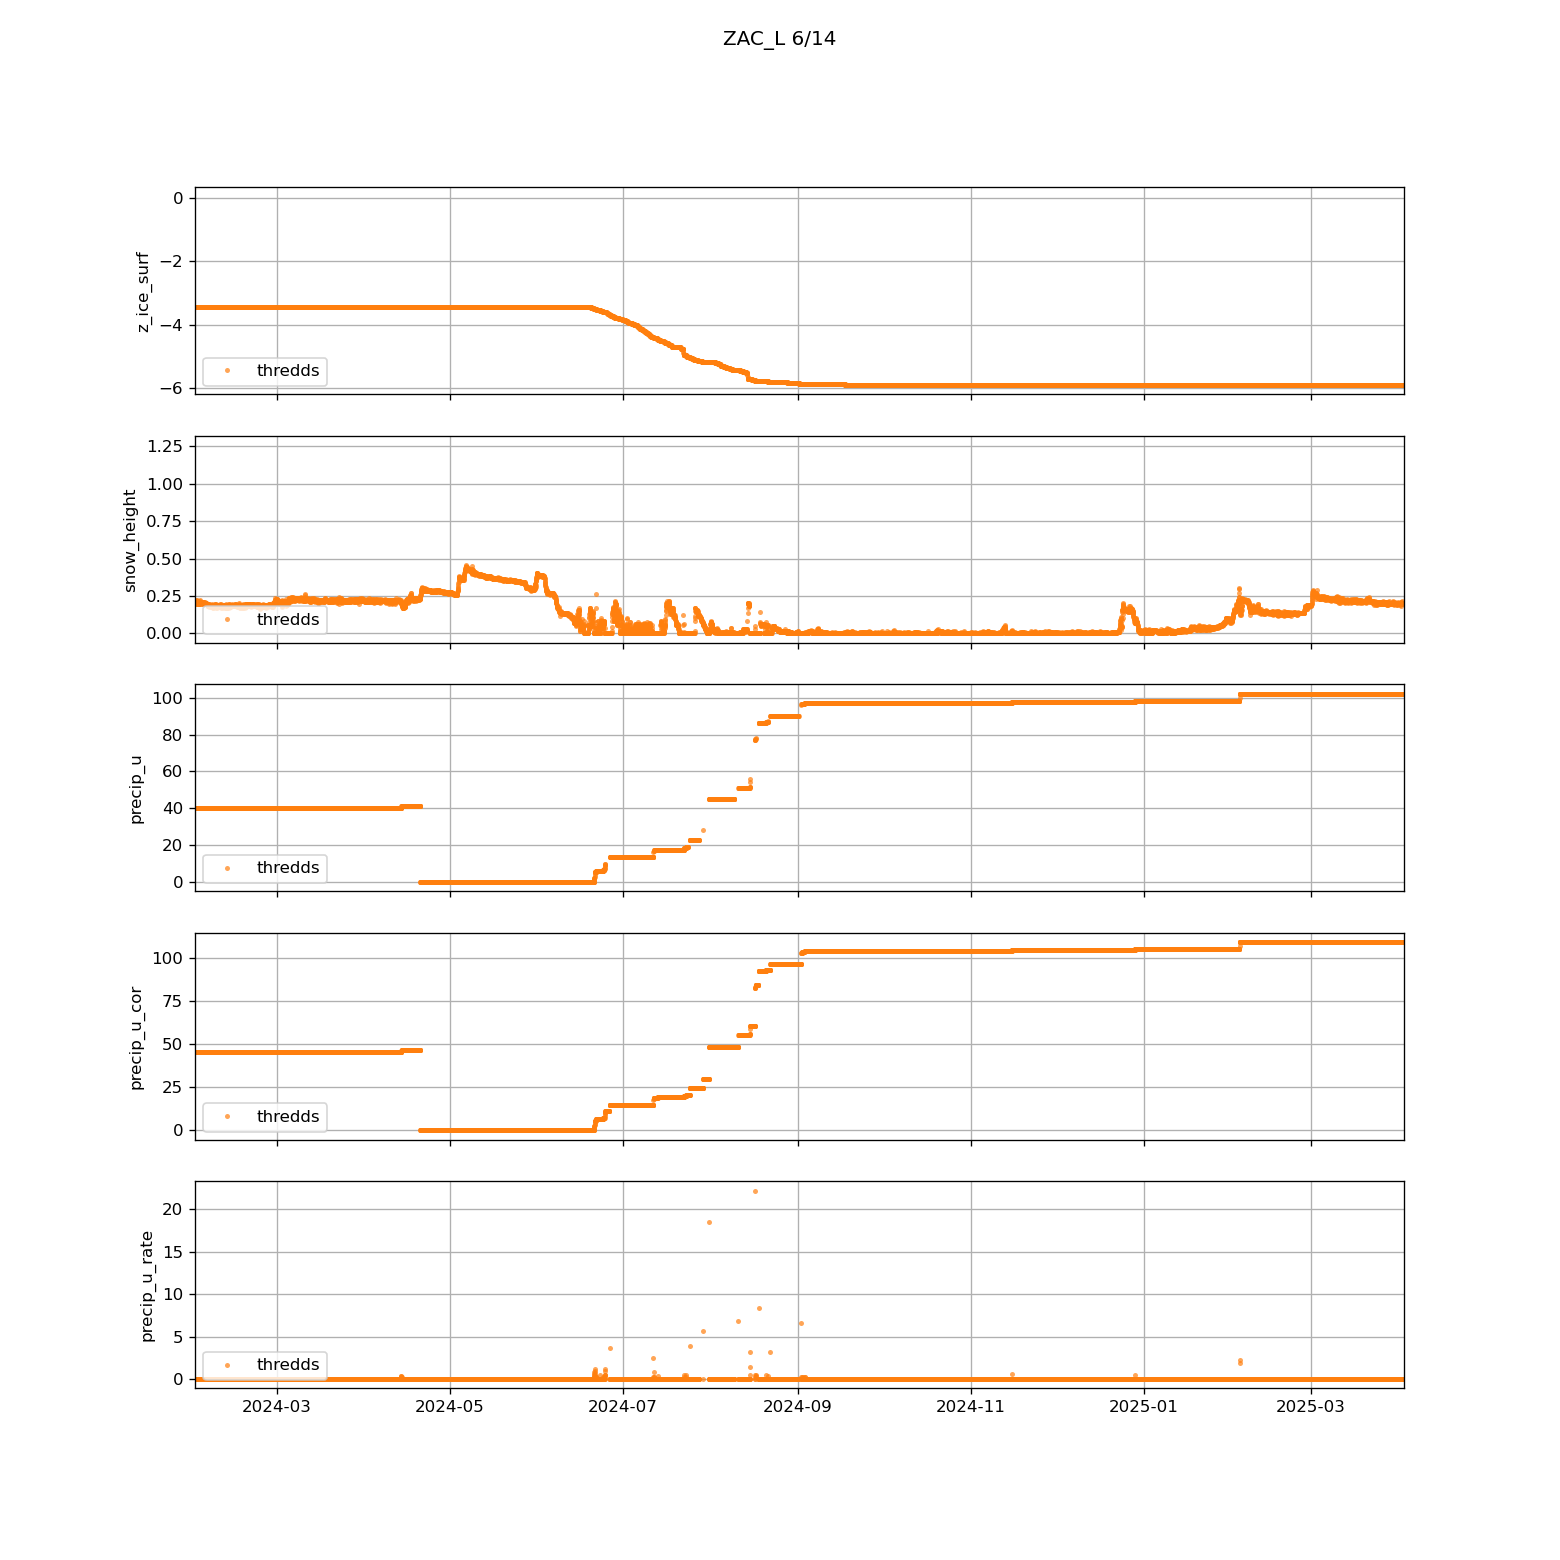 ZAC_L 6/14
0
−2
−4
−6
z_ice_surf
thredds
1.25
1.00
0.75
0.50
0.25
0.00
snow_height
thredds
100
80
60
40
20
0
precip_u
thredds
100
75
50
25
0
precip_u_cor
thredds
20
15
10
5
0
precip_u_rate
thredds
2024-03 2024-05 2024-07 2024-09 2024-11 2025-01 2025-03